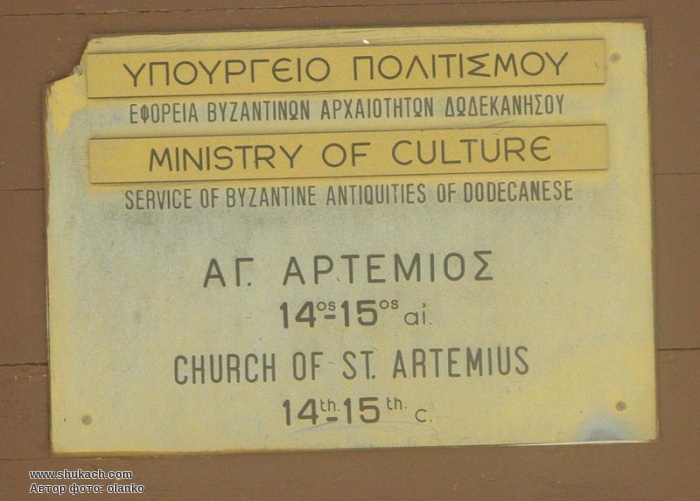 ΥΠΟΥΡΓΕΙΟ ΠΟΛΙΤΙΣΜΟΥ
ΕΦΟΡΕΙΑ ΒΥΖΑΝΤΙΝΩΝ ΑΡΧΑΙΟΤΗΤΩΝ ΔΩΔΕΚΑΝΗΣΟΥ
MINISTRY OF CULTURE
SERVICE OF BYZANTINE ANTIQUITIES OF DODECANESE
ΑΓ. ΑΡΤΕΜΙΟΣ
14ος-15ος αἰ.
CHURCH OF ST. ARTEMIUS
14th.-15th. c.
www.shukach.com
Автор фото: olanko